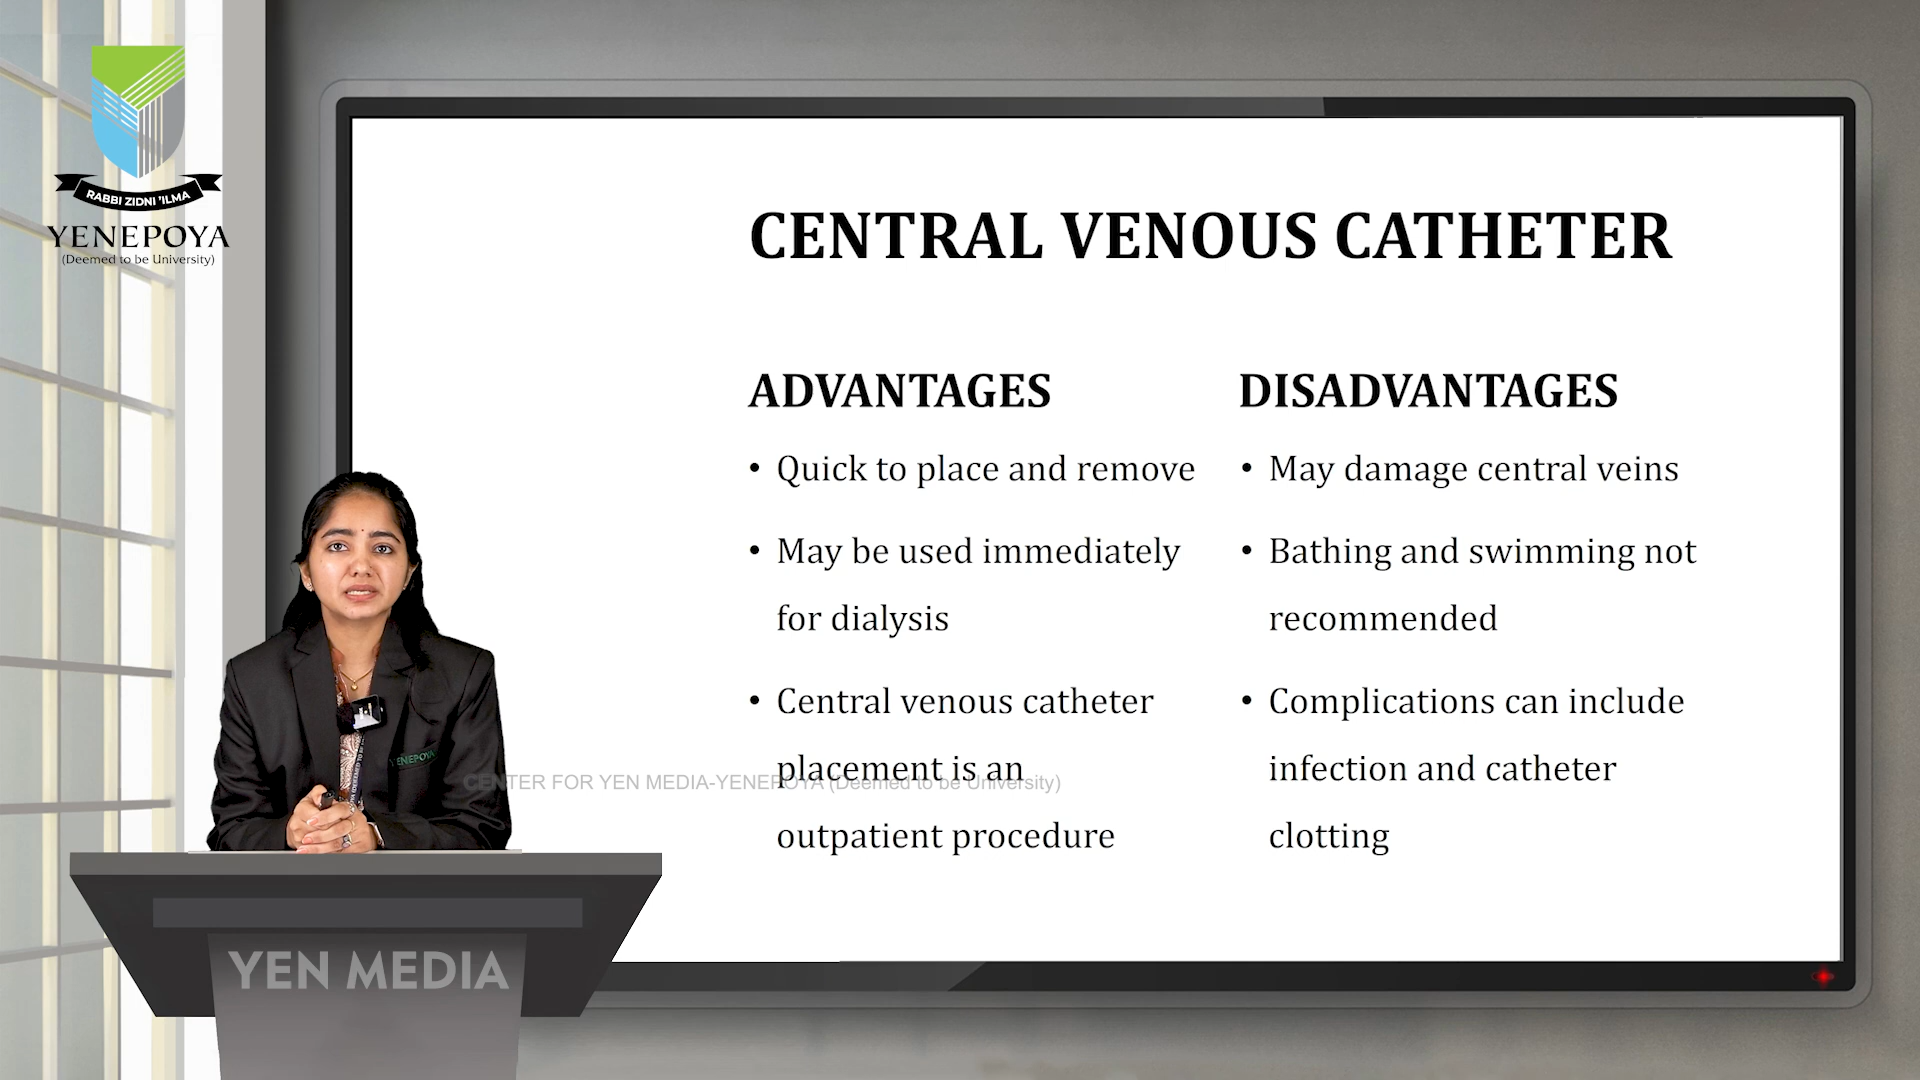 RABBI ZIDNI 'ILMA
YENEPOYA
(Deemed to be University)
CENTRAL VENOUS CATHETER
ADVANTAGES
• Quick to place and remove
• May be used immediately
for dialysis
• Central venous catheter
placement is an
outpatient procedure
DISADVANTAGES
• May damage central veins
• Bathing and swimming not
recommended
• Complications can include
infection and catheter
clotting
YENEPOYA
CENTER FOR YEN MEDIA-YENEPOYA (Deemed to be University)
YEN MEDIA